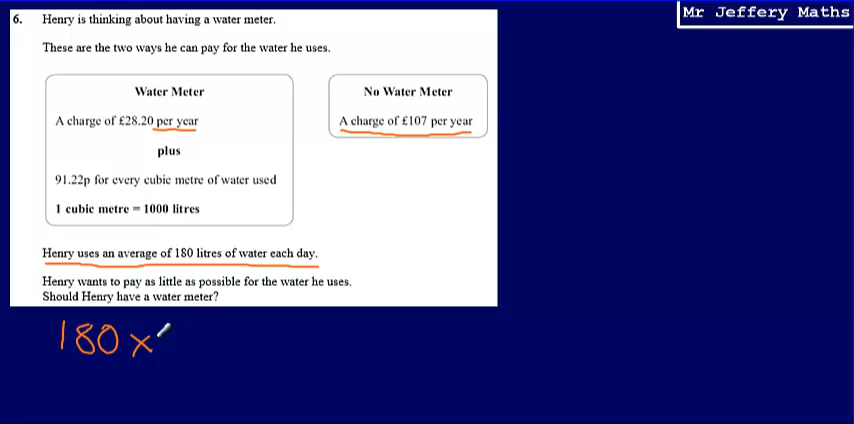 Mr Jeffery Maths
6. Henry is thinking about having a water meter.
These are the two ways he can pay for the water he uses.
Water Meter
A charge of £28.20 per year
plus
91.22p for every cubic metre of water used
1 cubic metre = 1000 litres
No Water Meter
A charge of £107 per year
Henry uses an average of 180 litres of water each day.
Henry wants to pay as little as possible for the water he uses.
Should Henry have a water meter?
180 ×